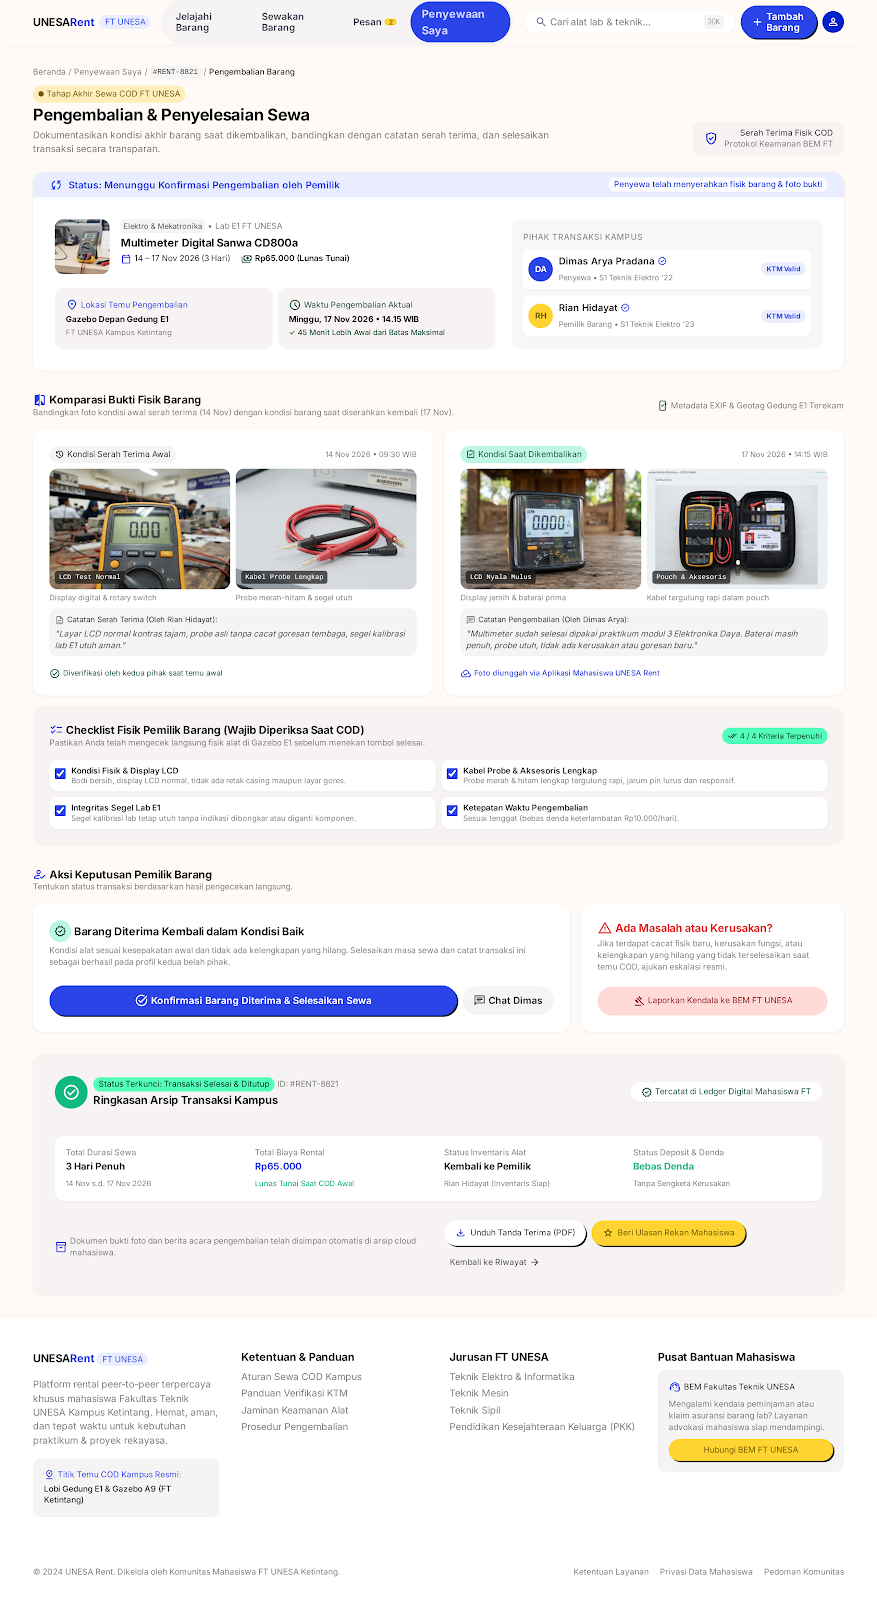 UNESARent FT UNESA
Jelajahi Barang
Sewakan Barang
Pesan 2
Penyewaan Saya
Cari alat lab & teknik...
⌘K
+ Tambah Barang
Beranda / Penyewaan Saya / #RENT-8821 / Pengembalian Barang
Tahap Akhir Sewa COD FT UNESA
Pengembalian & Penyelesaian Sewa
Dokumentasikan kondisi akhir barang saat dikembalikan, bandingkan dengan catatan serah terima, dan selesaikan
transaksi secara transparan.
Serah Terima Fisik COD
Protokol Keamanan BEM FT
Status: Menunggu Konfirmasi Pengembalian oleh Pemilik
Penyewa telah menyerahkan fisik barang & foto bukti
Elektro & Mekatronika • Lab E1 FT UNESA
Multimeter Digital Sanwa CD800a
14 – 17 Nov 2026 (3 Hari) Rp65.000 (Lunas Tunai)
Lokasi Temu Pengembalian
Gazebo Depan Gedung E1
FT UNESA Kampus Ketintang
Waktu Pengembalian Aktual
Minggu, 17 Nov 2026 • 14.15 WIB
✓ 45 Menit Lebih Awal dari Batas Maksimal
PIHAK TRANSAKSI KAMPUS
DA
Dimas Arya Pradana
Penyewa • S1 Teknik Elektro '22
KTM Valid
RH
Rian Hidayat
Pemilik Barang • S1 Teknik Elektro '23
KTM Valid
Komparasi Bukti Fisik Barang
Bandingkan foto kondisi awal serah terima (14 Nov) dengan kondisi barang saat diserahkan kembali (17 Nov).
Metadata EXIF & Geotag Gedung E1 Terekam
Kondisi Serah Terima Awal
14 Nov 2026 • 09:30 WIB
0.00
LCD Test Normal
Kabel Probe Lengkap
Display digital & rotary switch
Probe merah-hitam & segel utuh
Catatan Serah Terima (Oleh Rian Hidayat):
"Layar LCD normal kontras tajam, probe asli tanpa cacat goresan tembaga, segel kalibrasi
lab E1 utuh aman."
Diverifikasi oleh kedua pihak saat temu awal
Kondisi Saat Dikembalikan
17 Nov 2026 • 14:15 WIB
0.000
LCD Nyala Mulus
Pouch & Aksesoris
Display jernih & baterai prima
Kabel tergulung rapi dalam pouch
Catatan Pengembalian (Oleh Dimas Arya):
"Multimeter sudah selesai dipakai praktikum modul 3 Elektronika Daya. Baterai masih
penuh, probe utuh, tidak ada kerusakan atau goresan baru."
Foto diunggah via Aplikasi Mahasiswa UNESA Rent
Checklist Fisik Pemilik Barang (Wajib Diperiksa Saat COD)
Pastikan Anda telah mengecek langsung fisik alat di Gazebo E1 sebelum menekan tombol selesai.
4 / 4 Kriteria Terpenuhi
Kondisi Fisik & Display LCD
Bodi bersih, display LCD normal, tidak ada retak casing maupun layar gores.
Kabel Probe & Aksesoris Lengkap
Probe merah & hitam lengkap tergulung rapi, jarum pin lurus dan responsif.
Integritas Segel Lab E1
Segel kalibrasi lab tetap utuh tanpa indikasi dibongkar atau diganti komponen.
Ketepatan Waktu Pengembalian
Sesuai tenggat (bebas denda keterlambatan Rp10.000/hari).
Aksi Keputusan Pemilik Barang
Tentukan status transaksi berdasarkan hasil pengecekan langsung.
Barang Diterima Kembali dalam Kondisi Baik
Kondisi alat sesuai kesepakatan awal dan tidak ada kelengkapan yang hilang. Selesaikan masa sewa dan catat transaksi ini
sebagai berhasil pada profil kedua belah pihak.
Konfirmasi Barang Diterima & Selesaikan Sewa
Chat Dimas
Ada Masalah atau Kerusakan?
Jika terdapat cacat fisik baru, kerusakan fungsi, atau
kelengkapan yang hilang yang tidak terselesaikan saat
temu COD, ajukan eskalasi resmi.
Laporkan Kendala ke BEM FT UNESA
Status Terkunci: Transaksi Selesai & Ditutup ID: #RENT-8821
Ringkasan Arsip Transaksi Kampus
Tercatat di Ledger Digital Mahasiswa FT
Total Durasi Sewa
3 Hari Penuh
14 Nov s.d. 17 Nov 2026
Total Biaya Rental
Rp65.000
Lunas Tunai Saat COD Awal
Status Inventaris Alat
Kembali ke Pemilik
Rian Hidayat (Inventaris Siap)
Status Deposit & Denda
Bebas Denda
Tanpa Sengketa Kerusakan
Dokumen bukti foto dan berita acara pengembalian telah disimpan otomatis di arsip cloud
mahasiswa.
Unduh Tanda Terima (PDF)
Beri Ulasan Rekan Mahasiswa
Kembali ke Riwayat →
UNESARent FT UNESA
Platform rental peer-to-peer terpercaya
khusus mahasiswa Fakultas Teknik
UNESA Kampus Ketintang. Hemat, aman,
dan tepat waktu untuk kebutuhan
praktikum & proyek rekayasa.
Titik Temu COD Kampus Resmi:
Lobi Gedung E1 & Gazebo A9 (FT
Ketintang)
Ketentuan & Panduan
Aturan Sewa COD Kampus
Panduan Verifikasi KTM
Jaminan Keamanan Alat
Prosedur Pengembalian
Jurusan FT UNESA
Teknik Elektro & Informatika
Teknik Mesin
Teknik Sipil
Pendidikan Kesejahteraan Keluarga (PKK)
Pusat Bantuan Mahasiswa
BEM Fakultas Teknik UNESA
Mengalami kendala peminjaman atau
klaim asuransi barang lab? Layanan
advokasi mahasiswa siap mendampingi.
Hubungi BEM FT UNESA
© 2024 UNESA Rent. Dikelola oleh Komunitas Mahasiswa FT UNESA Ketintang.
Ketentuan Layanan
Privasi Data Mahasiswa
Pedoman Komunitas